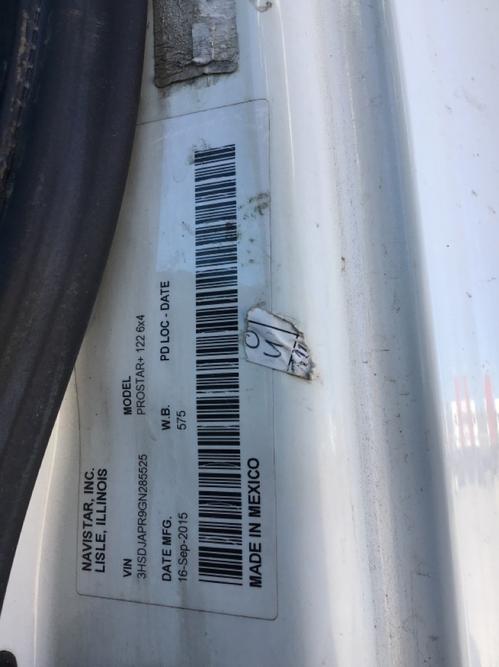 NAVISTAR, INC.
LISLE, ILLINOIS
VIN MODEL
3HSDJAPR9GN285525 PROSTAR+ 122 6x4
DATE MFG. W.B. PD LOC - DATE
16-Sep-2015 575
MADE IN MEXICO